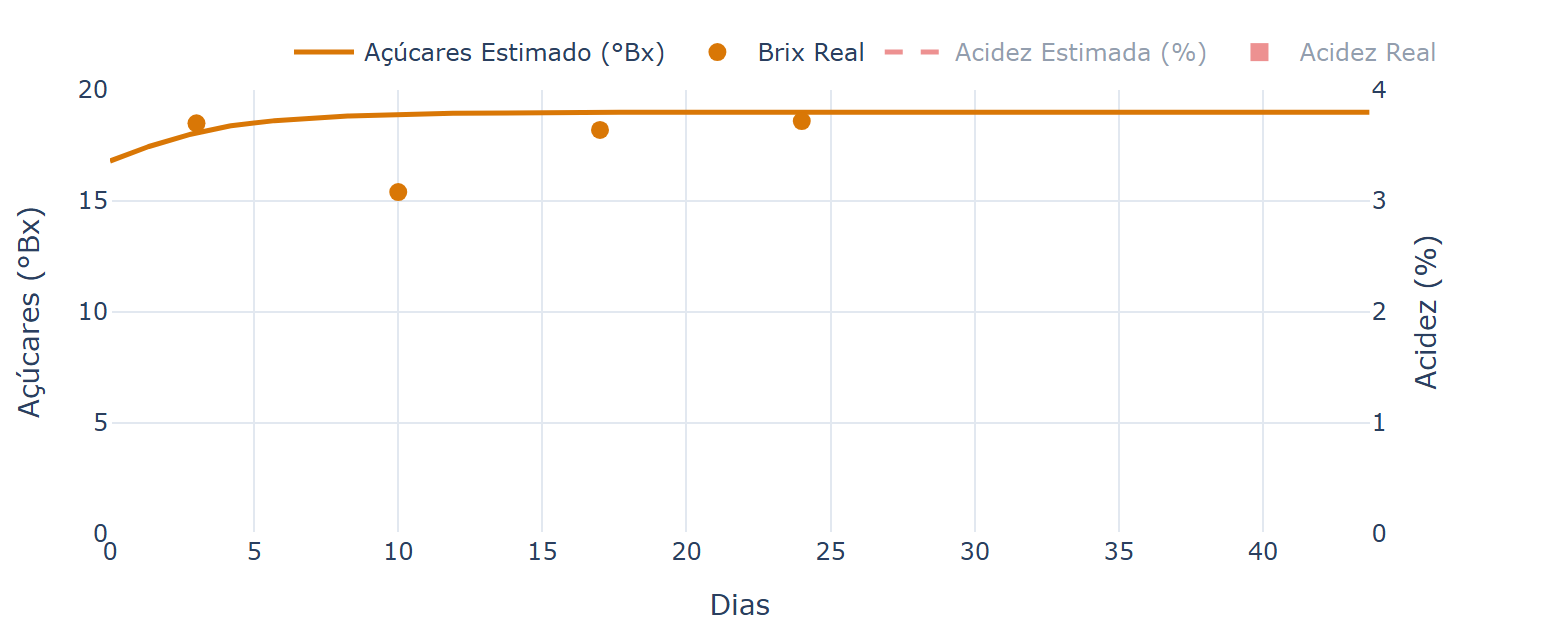 Açúcares Estimado (°Bx) Brix Real Acidez Estimada (%) Acidez Real
20 4
15 3
10 2
5 1
0 0
0 5 10 15 20 25 30 35 40
Açúcares (°Bx)
Acidez (%)
Dias